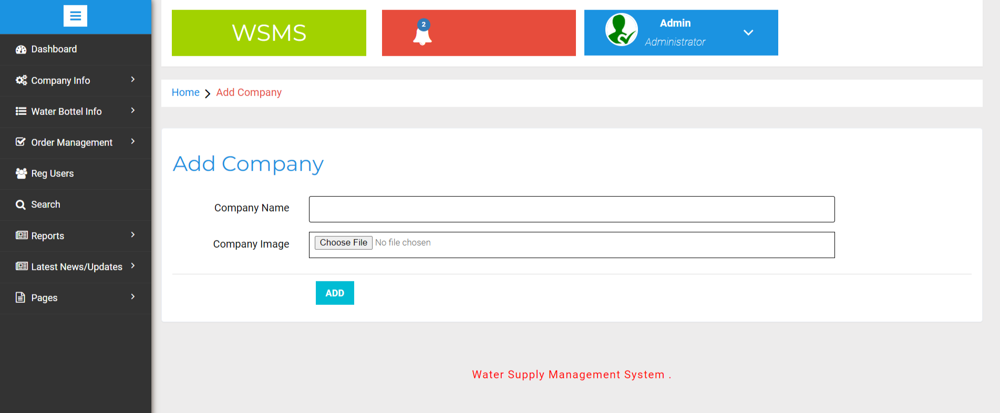 WSMS
2
Admin
Administrator
Dashboard
Company Info
Water Bottel Info
Order Management
Reg Users
Search
Reports
Latest News/Updates
Pages
Home Add Company
Add Company
Company Name
Company Image Choose File No file chosen
ADD
Water Supply Management System .